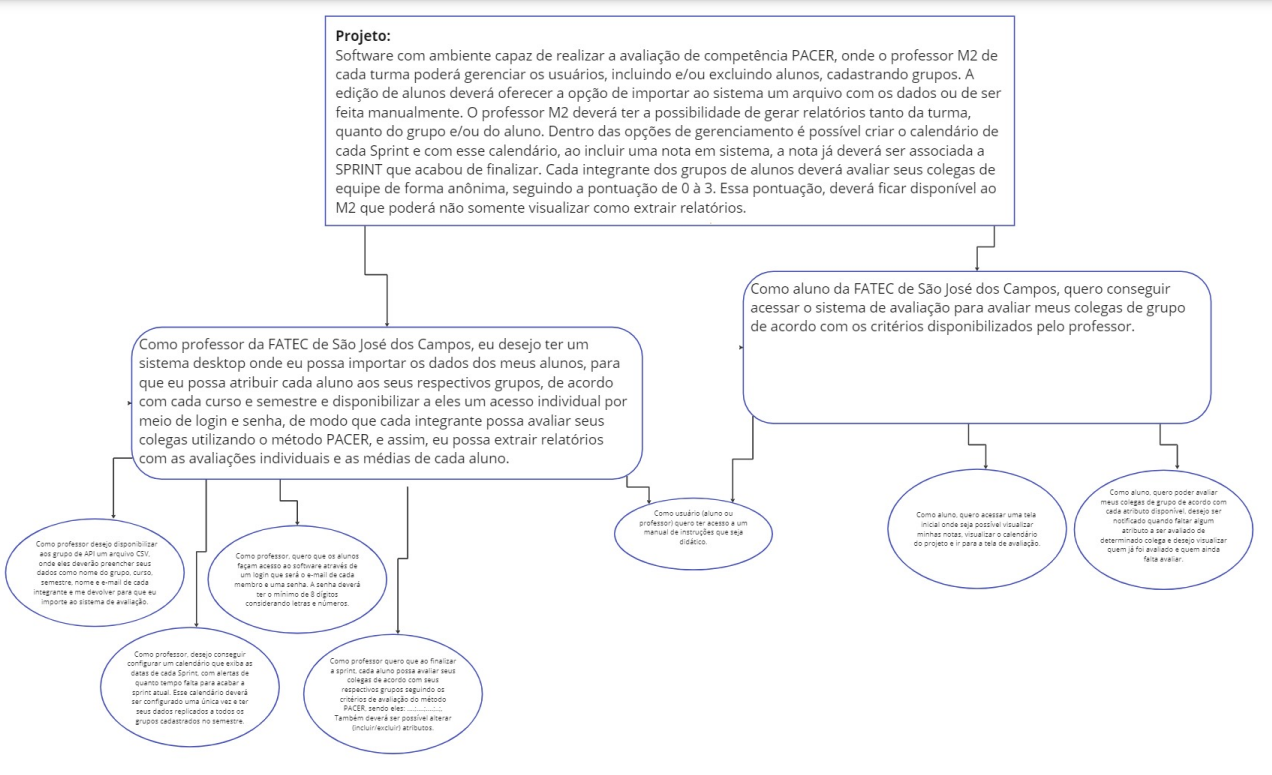 Projeto:
Software com ambiente capaz de realizar a avaliação de competência PACER, onde o professor M2 de
cada turma poderá gerenciar os usuários, incluindo e/ou excluindo alunos, cadastrando grupos. A
edição de alunos deverá oferecer a opção de importar ao sistema um arquivo com os dados ou de ser
feita manualmente. O professor M2 deverá ter a possibilidade de gerar relatórios tanto da turma,
quanto do grupo e/ou do aluno. Dentro das opções de gerenciamento é possível criar o calendário de
cada Sprint e com esse calendário, ao incluir uma nota em sistema, a nota já deverá ser associada a
SPRINT que acabou de finalizar. Cada integrante dos grupos de alunos deverá avaliar seus colegas de
equipe de forma anônima, seguindo a pontuação de 0 à 3. Essa pontuação, deverá ficar disponível ao
M2 que poderá não somente visualizar como extrair relatórios.
Como aluno da FATEC de São José dos Campos, quero conseguir
acessar o sistema de avaliação para avaliar meus colegas de grupo
de acordo com os critérios disponibilizados pelo professor.
Como professor da FATEC de São José dos Campos, eu desejo ter um
sistema desktop onde eu possa importar os dados dos meus alunos, para
que eu possa atribuir cada aluno aos seus respectivos grupos, de acordo
com cada curso e semestre e disponibilizar a eles um acesso individual por
meio de login e senha, de modo que cada integrante possa avaliar seus
colegas utilizando o método PACER, e assim, eu possa extrair relatórios
com as avaliações individuais e as médias de cada aluno.
Como professor desejo disponibilizar
aos grupo de API um arquivo CSV,
onde eles deverão preencher seus
dados como nome do grupo, curso,
semestre, nome e e-mail de cada
integrante e me devolver para que eu
importe ao sistema de avaliação.
Como professor, quero que os alunos
façam acesso ao software através de
um login que será o e-mail de cada
membro e uma senha. A senha deverá
ter o mínimo de 8 dígitos
considerando letras e números.
Como usuário (aluno ou
professor) quero ter acesso a um
manual de instruções que seja
didático.
Como aluno, quero acessar uma tela
inicial onde seja possível visualizar
minhas notas, visualizar o calendário
do projeto e ir para a tela de avaliação.
Como aluno, quero poder avaliar
meus colegas de grupo de acordo com
cada atributo disponível, desejo ser
notificado quando faltar algum
atributo a ser avaliado de
determinado colega e desejo visualizar
quem já foi avaliado e quem ainda
falta avaliar.
Como professor, desejo conseguir
configurar um calendário que exiba as
datas de cada Sprint, com alertas de
quanto tempo falta para acabar a
sprint atual. Esse calendário deverá
ser configurado uma única vez e ter
seus dados replicados a todos os
grupos cadastrados no semestre.
Como professor quero que ao finalizar
a sprint, cada aluno possa avaliar seus
colegas de acordo com seus
respectivos grupos seguindo os
critérios de avaliação do método
PACER, sendo eles: ....;....;....;..;.
Também deverá ser possível alterar
(incluir/excluir) atributos.